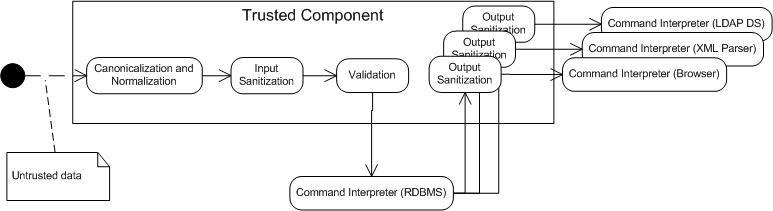 Trusted Component
Output
Sanitization
Command Interpreter (LDAP DS)
Output
Sanitization
Command Interpreter (XML Parser)
Canonicalization and
Normalization
Input
Sanitization
Validation
Output
Sanitization
Command Interpreter (Browser)
Untrusted data
Command Interpreter (RDBMS)